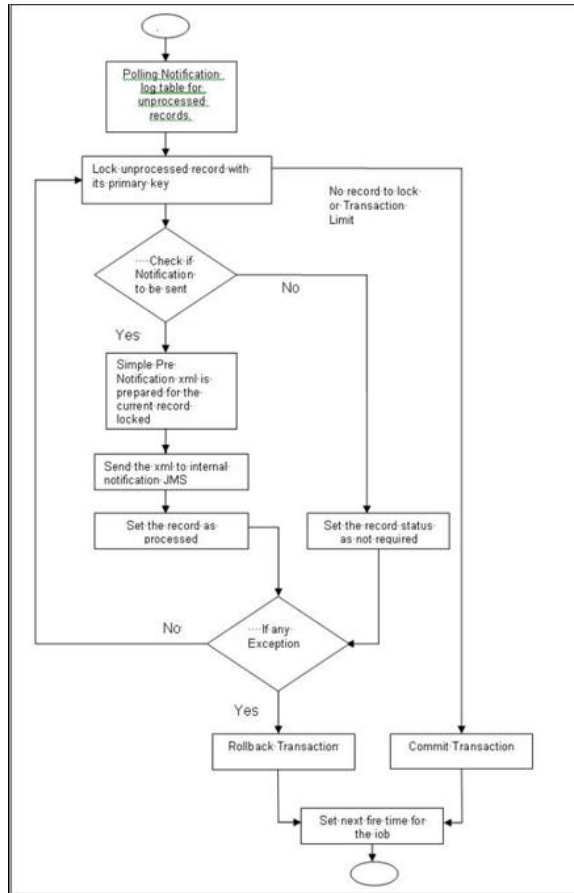 Polling Notification
log table for
unprocessed
records.
Lock unprocessed record with
its primary key
No record to lock
or Transaction
Limit
Check if
Notification
to be sent
No
Yes
Simple Pre
Notification xml is
prepared for the
current record
locked
Send the xml to internal
notification JMS
Set the record as
processed
Set the record status
as not required
No
If any
Exception
Yes
Rollback Transaction
Commit Transaction
Set next fire time for
the job